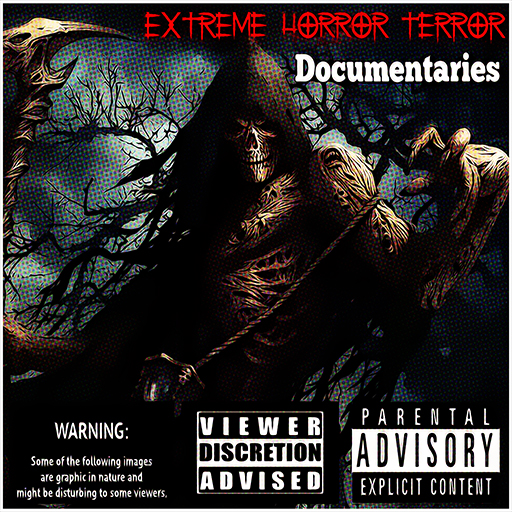 EXTREME HORROR TERROR
Documentaries
WARNING:
Some of the following images
are graphic in nature and
might be disturbing to some viewers.
VIEWER
DISCRETION
ADVISED
PARENTAL
ADVISORY
EXPLICIT CONTENT